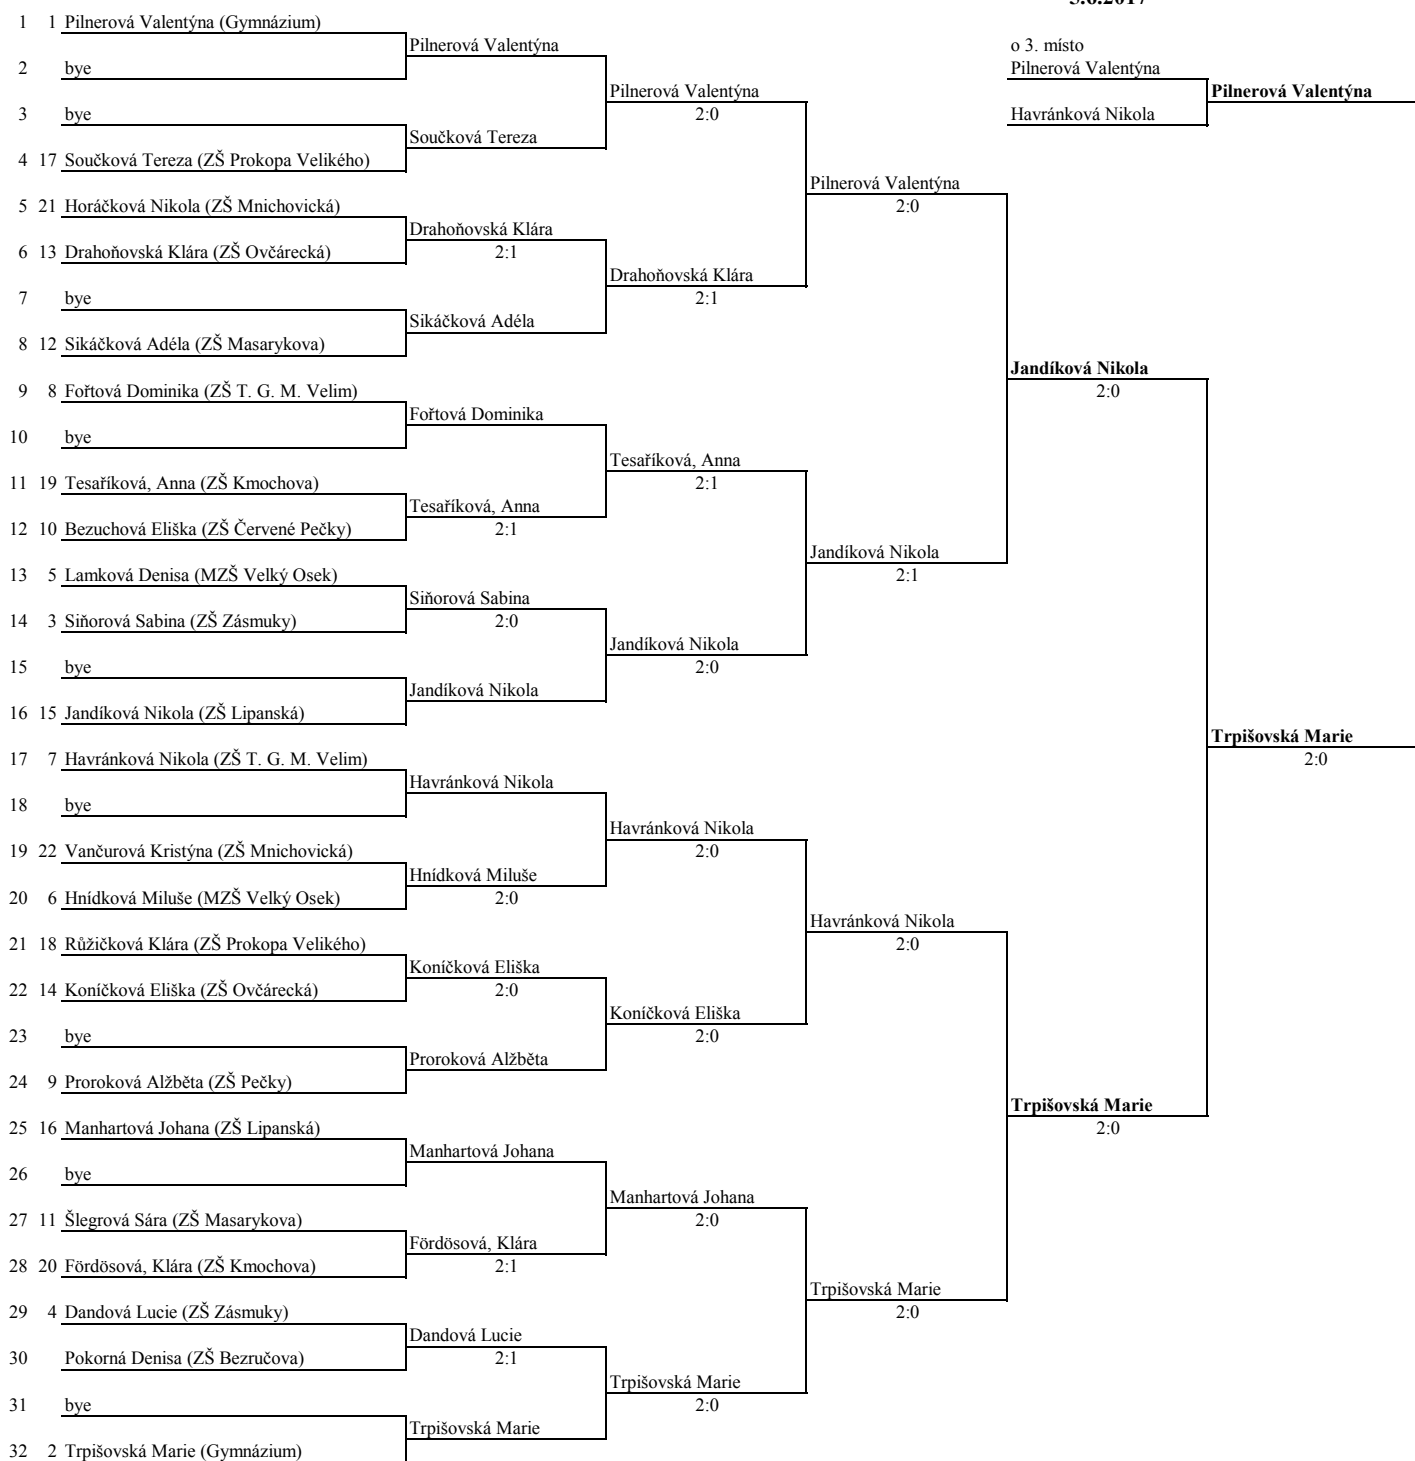 5.6.2017
1 1 Pilnerová Valentýna (Gymnázium)
Pilnerová Valentýna
o 3. místo
2 bye
Pilnerová Valentýna
Pilnerová Valentýna
Pilnerová Valentýna
2:0
3 bye
Havránková Nikola
Součková Tereza
4 17 Součková Tereza (ZŠ Prokopa Velikého)
Pilnerová Valentýna
2:0
5 21 Horáčková Nikola (ZŠ Mnichovická)
Drahoňovská Klára
2:1
6 13 Drahoňovská Klára (ZŠ Ovčárecká)
Drahoňovská Klára
2:1
7 bye
Sikáčková Adéla
8 12 Sikáčková Adéla (ZŠ Masarykova)
Jandíková Nikola
2:0
9 8 Fořtová Dominika (ZŠ T. G. M. Velim)
Fořtová Dominika
10 bye
Tesaříková, Anna
2:1
11 19 Tesaříková, Anna (ZŠ Kmochova)
Tesaříková, Anna
2:1
12 10 Bezuchová Eliška (ZŠ Červené Pečky)
Jandíková Nikola
2:1
13 5 Lamková Denisa (MZŠ Velký Osek)
Siňorová Sabina
2:0
14 3 Siňorová Sabina (ZŠ Zásmuky)
Jandíková Nikola
2:0
15 bye
Jandíková Nikola
16 15 Jandíková Nikola (ZŠ Lipanská)
Trpišovská Marie
2:0
17 7 Havránková Nikola (ZŠ T. G. M. Velim)
Havránková Nikola
18 bye
Havránková Nikola
2:0
19 22 Vančurová Kristýna (ZŠ Mnichovická)
Hnídková Miluše
2:0
20 6 Hnídková Miluše (MZŠ Velký Osek)
Havránková Nikola
2:0
21 18 Růžičková Klára (ZŠ Prokopa Velikého)
Koníčková Eliška
2:0
22 14 Koníčková Eliška (ZŠ Ovčárecká)
Koníčková Eliška
2:0
23 bye
Proroková Alžběta
24 9 Proroková Alžběta (ZŠ Pečky)
Trpišovská Marie
2:0
25 16 Manhartová Johana (ZŠ Lipanská)
Manhartová Johana
26 bye
Manhartová Johana
2:0
27 11 Šlegrová Sára (ZŠ Masarykova)
Fördösová, Klára
2:1
28 20 Fördösová, Klára (ZŠ Kmochova)
Trpišovská Marie
2:0
29 4 Dandová Lucie (ZŠ Zásmuky)
Dandová Lucie
2:1
30 Pokorná Denisa (ZŠ Bezručova)
Trpišovská Marie
2:0
31 bye
Trpišovská Marie
32 2 Trpišovská Marie (Gymnázium)